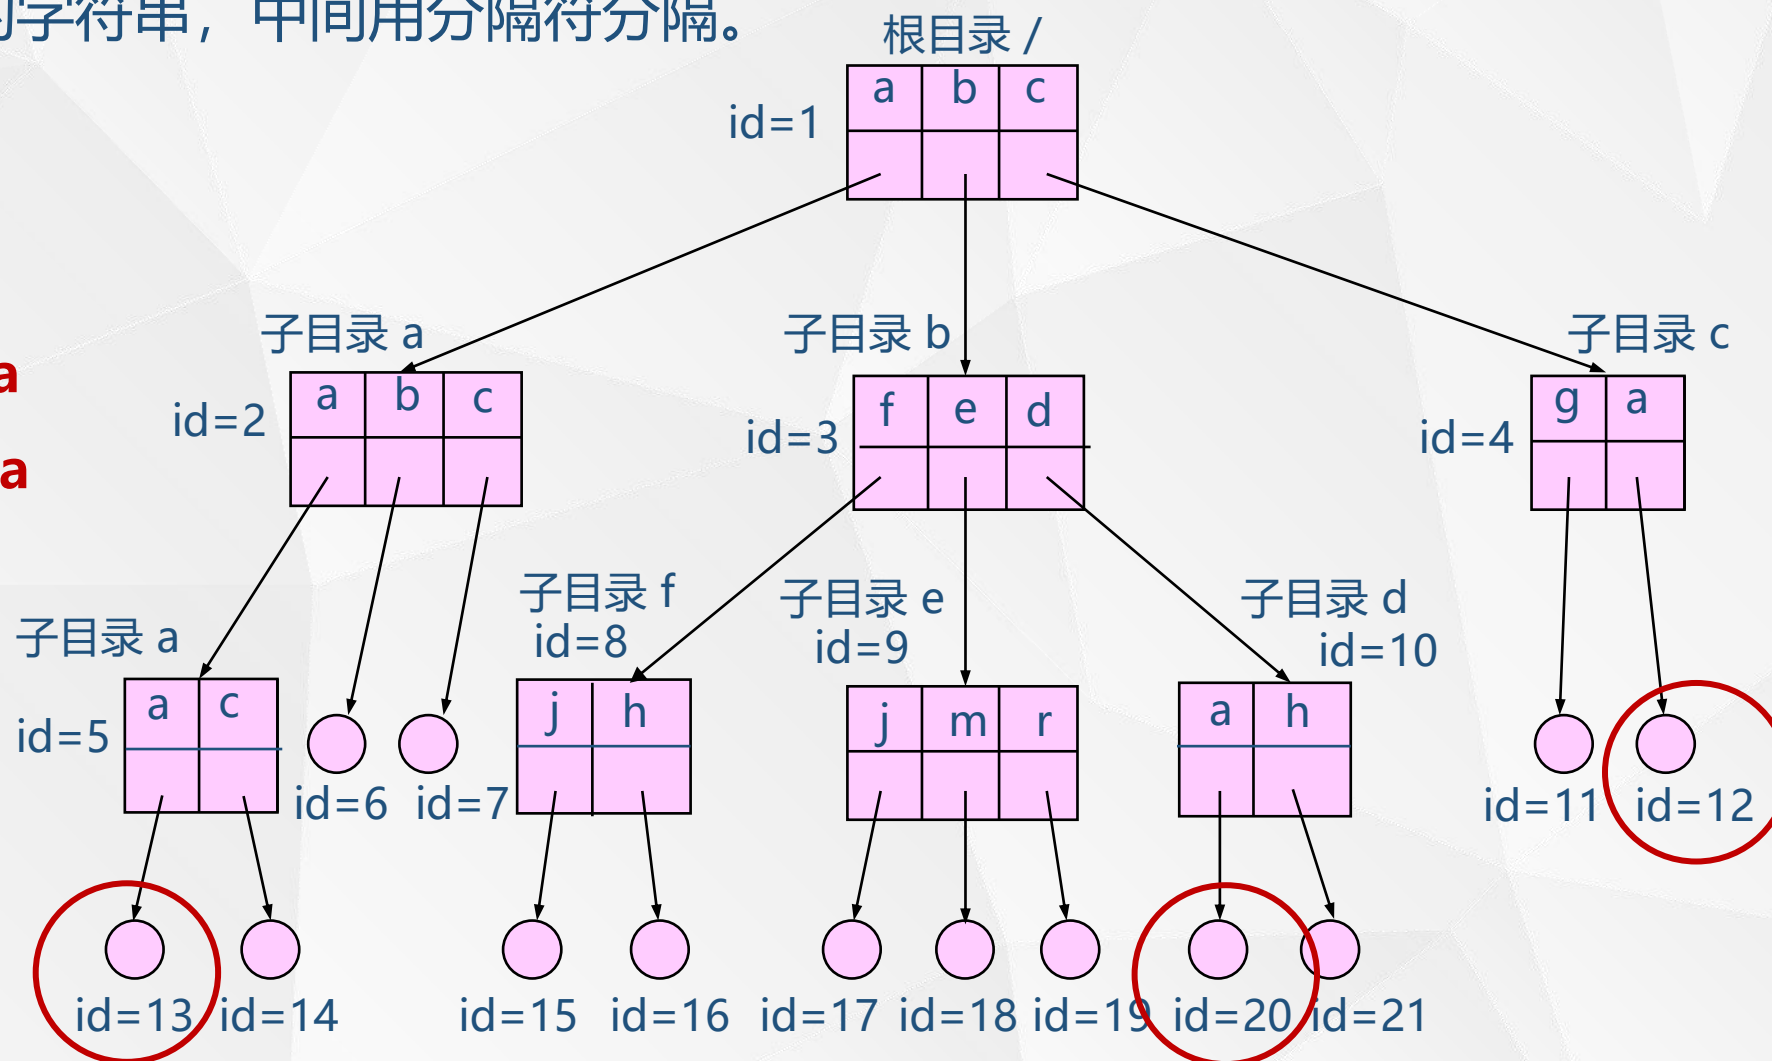 的字符串，中间用分隔符分隔。
根目录 /
a b c
id=1
子目录 a
子目录 b
子目录 c
a
a b c
id=2
f e d
id=3
g a
id=4
a
子目录 f
id=8
子目录 e
id=9
子目录 d
id=10
子目录 a
a c
id=5
j h
j m r
a h
id=6
id=7
id=11
id=12
id=13
id=14
id=15
id=16
id=17
id=18
id=19
id=20
id=21